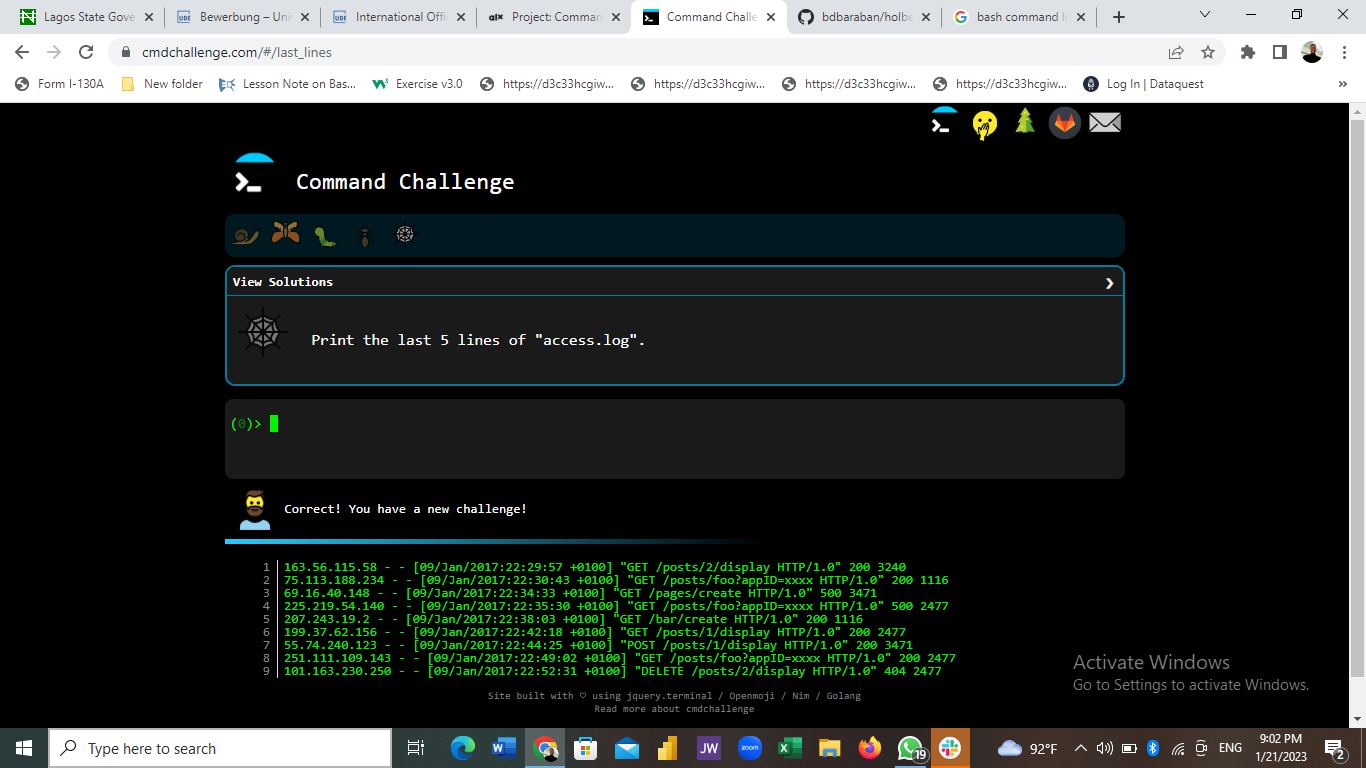 Lagos State Gove
Bewerbung – Uni
International Offi
Project: Comman
Command Challe
bdbaraban/holbe
bash command li
cmdchallenge.com/#/last_lines
Form I-130A
New folder
Lesson Note on Bas...
Exercise v3.0
https://d3c33hcgiw...
https://d3c33hcgiw...
https://d3c33hcgiw...
https://d3c33hcgiw...
Log In | Dataquest
»
Command Challenge
View Solutions
Print the last 5 lines of "access.log".
(0)>
Correct! You have a new challenge!
1 163.56.115.58 - - [09/Jan/2017:22:29:57 +0100] "GET /posts/2/display HTTP/1.0" 200 3240
2 75.113.188.234 - - [09/Jan/2017:22:30:43 +0100] "GET /posts/foo?appID=xxxx HTTP/1.0" 200 1116
3 69.16.40.148 - - [09/Jan/2017:22:34:33 +0100] "GET /pages/create HTTP/1.0" 500 3471
4 225.219.54.140 - - [09/Jan/2017:22:35:30 +0100] "GET /posts/foo?appID=xxxx HTTP/1.0" 500 2477
5 207.243.19.2 - - [09/Jan/2017:22:38:03 +0100] "GET /bar/create HTTP/1.0" 200 1116
6 199.37.62.156 - - [09/Jan/2017:22:42:18 +0100] "GET /posts/1/display HTTP/1.0" 200 2477
7 55.74.240.123 - - [09/Jan/2017:22:44:25 +0100] "POST /posts/1/display HTTP/1.0" 200 3471
8 251.111.109.143 - - [09/Jan/2017:22:49:02 +0100] "GET /posts/foo?appID=xxxx HTTP/1.0" 200 2477
9 101.163.230.250 - - [09/Jan/2017:22:52:31 +0100] "DELETE /posts/2/display HTTP/1.0" 404 2477
Site built with ♡ using jquery.terminal / Openmoji / Nim / Golang
Read more about cmdchallenge
Activate Windows
Go to Settings to activate Windows.
Type here to search
JW
zoom
19
92°F
ENG
9:02 PM
1/21/2023
2